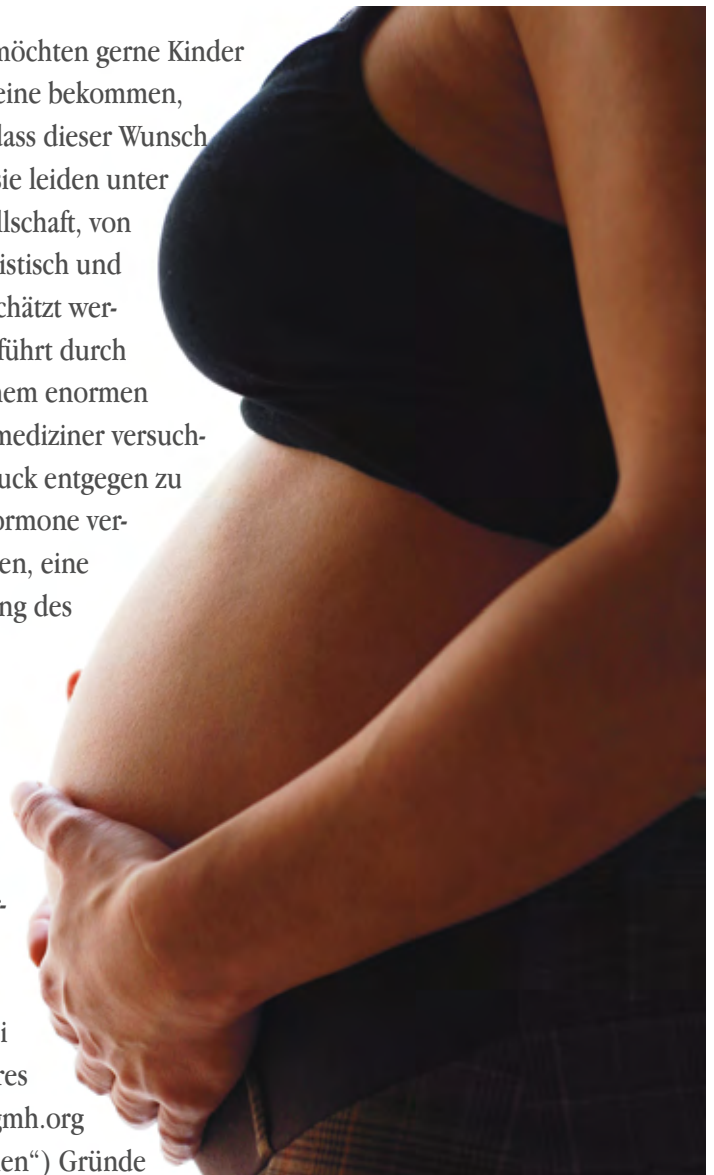 möchten gerne Kinder
eine bekommen,
dass dieser Wunsch
sie leiden unter
llschaft, von
istisch und
chätzt wer-
führt durch
nem enormen
mediziner versuch-
uck entgegen zu
ormone ver-
en, eine
ng des
-
i
res
gmh.org
en“) Gründe